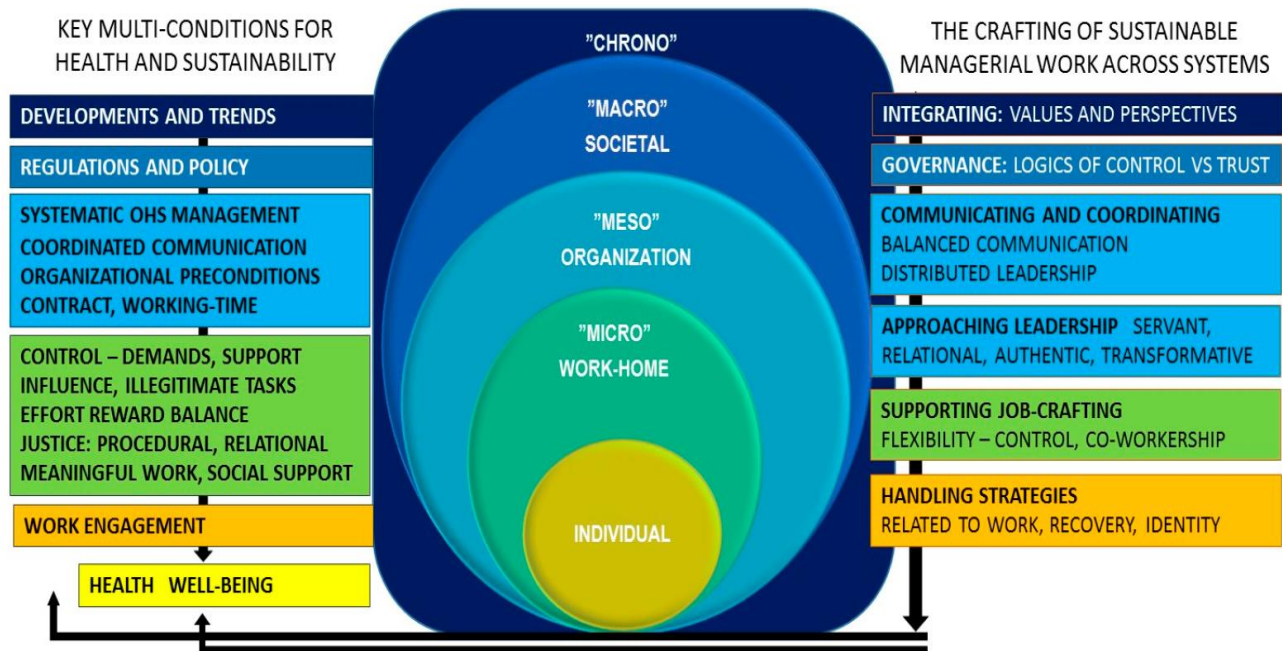 KEY MULTI-CONDITIONS FOR
HEALTH AND SUSTAINABILITY
DEVELOPMENTS AND TRENDS
REGULATIONS AND POLICY
SYSTEMATIC OHS MANAGEMENT
COORDINATED COMMUNICATION
ORGANIZATIONAL PRECONDITIONS
CONTRACT, WORKING-TIME
CONTROL – DEMANDS, SUPPORT
INFLUENCE, ILLEGITIMATE TASKS
EFFORT REWARD BALANCE
JUSTICE: PROCEDURAL, RELATIONAL
MEANINGFUL WORK, SOCIAL SUPPORT
WORK ENGAGEMENT
HEALTH WELL-BEING
”CHRONO”
”MACRO”
SOCIETAL
”MESO”
ORGANIZATION
”MICRO”
WORK-HOME
INDIVIDUAL
THE CRAFTING OF SUSTAINABLE
MANAGERIAL WORK ACROSS SYSTEMS
INTEGRATING: VALUES AND PERSPECTIVES
GOVERNANCE: LOGICS OF CONTROL VS TRUST
COMMUNICATING AND COORDINATING
BALANCED COMMUNICATION
DISTRIBUTED LEADERSHIP
APPROACHING LEADERSHIP SERVANT,
RELATIONAL, AUTHENTIC, TRANSFORMATIVE
SUPPORTING JOB-CRAFTING
FLEXIBILITY – CONTROL, CO-WORKERSHIP
HANDLING STRATEGIES
RELATED TO WORK, RECOVERY, IDENTITY